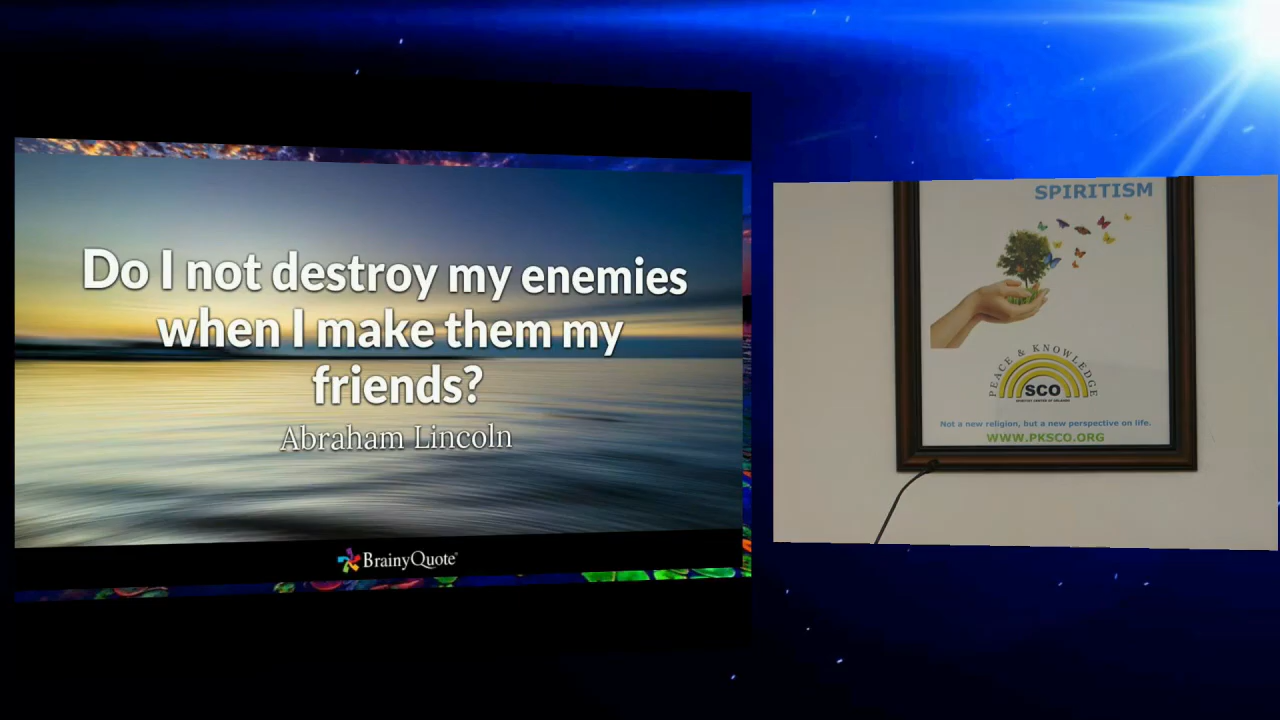 Do I not destroy my enemies
when I make them my
friends?
Abraham Lincoln
BrainyQuote
SPIRITISM
PEACE & KNOWLEDGE
SCO
Not a new religion, but a new perspective on life.
WWW.PKSCO.ORG